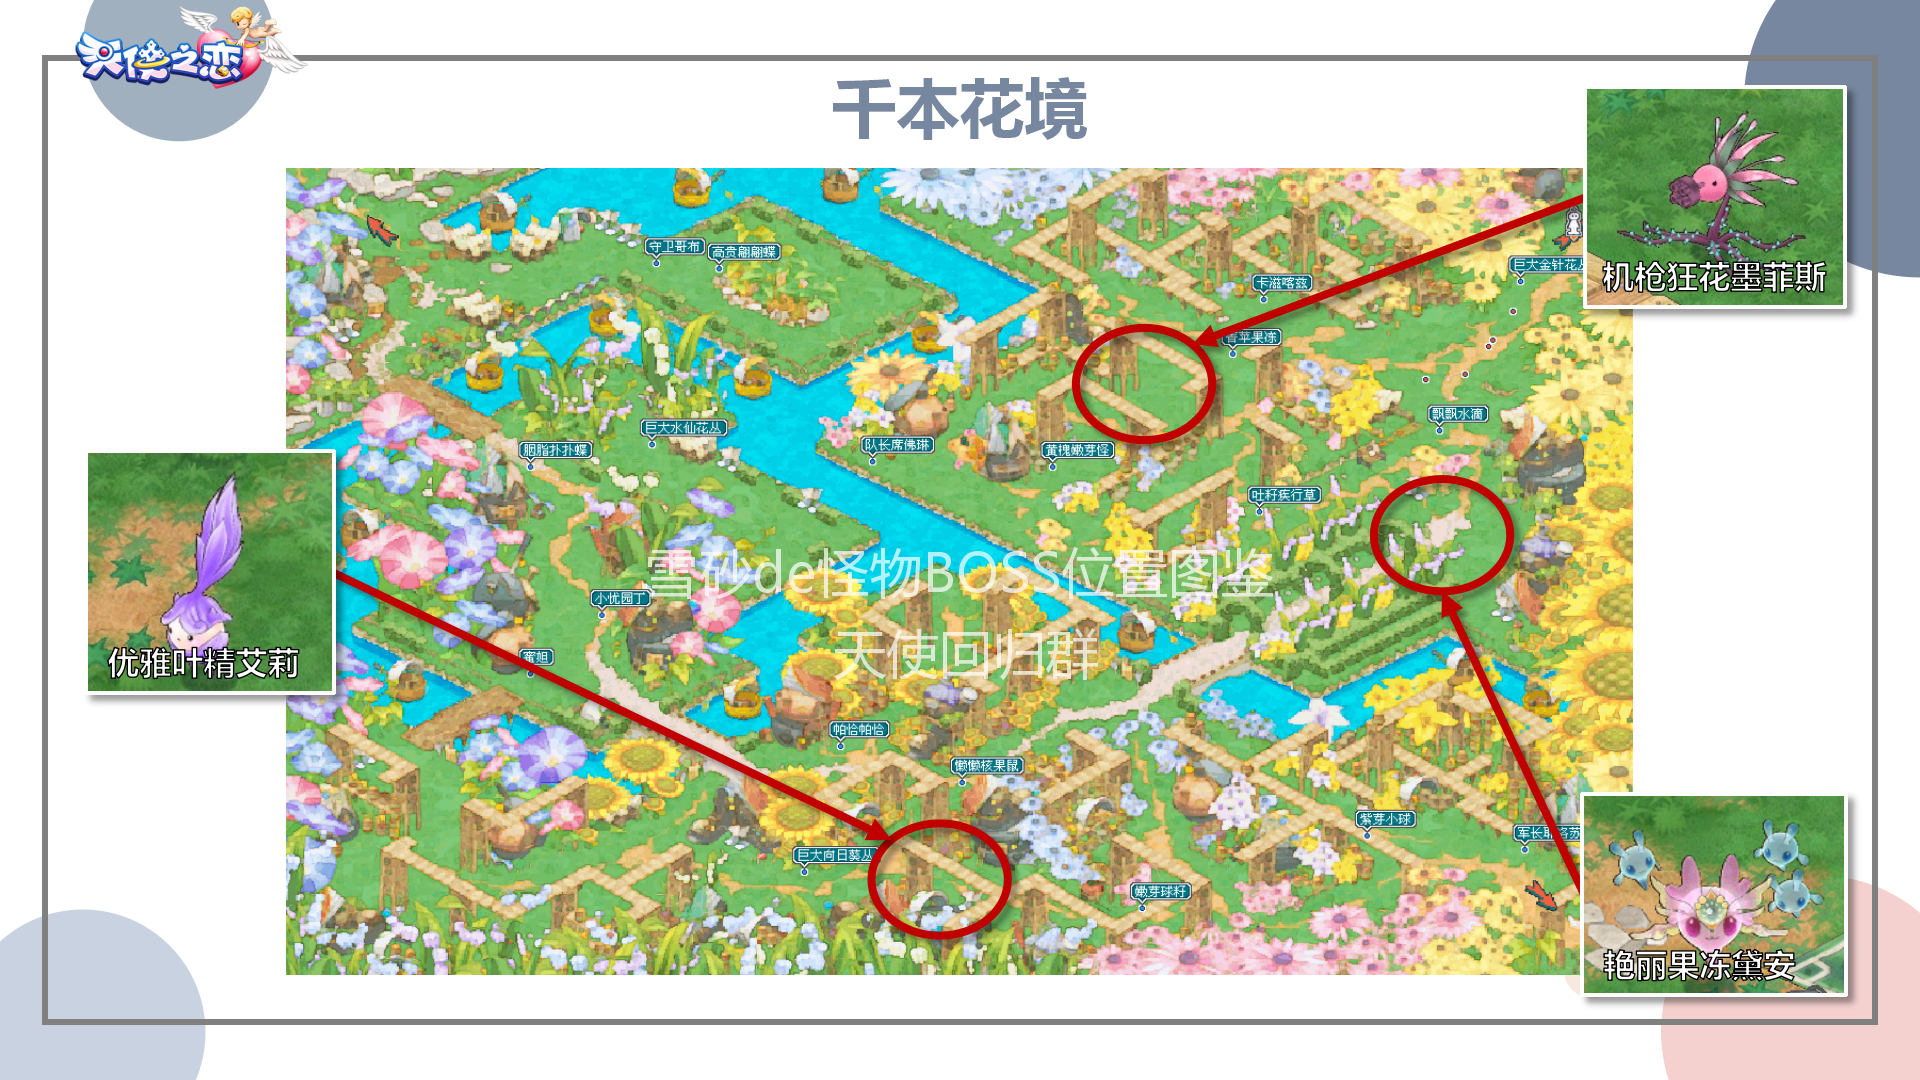 天使之恋
千本花境
机枪狂花墨菲斯
守卫哥布
高贵翩翩蝶
巨大金针花丛
卡滋喀兹
青苹果冻
巨大水仙花丛
飘飘水滴
胭脂扑扑蝶
队长席佛琳
黄槐嫩芽怪
吐籽疾行草
雪砂de怪物BOSS位置图鉴
小忧园丁
天使回归群
优雅叶精艾莉
蜜妲
帕恰帕恰
懒懒核果鼠
紫芽小球
巨大向日葵丛
嫩芽球籽
艳丽果冻黛安